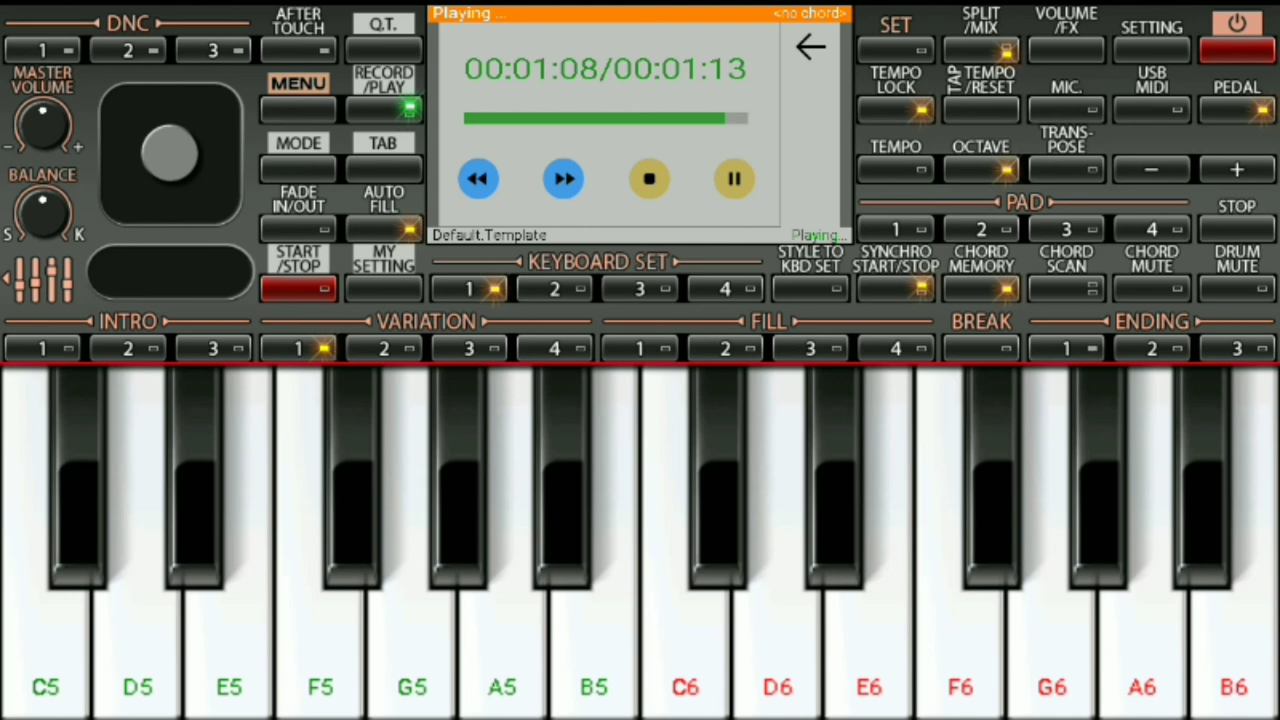 DNC
AFTER TOUCH
Q.T.
Playing ...
<no chord>
SET
SPLIT /MIX
VOLUME /FX
SETTING
1 2 3
MASTER VOLUME
- +
MENU
RECORD /PLAY
00:01:08/00:01:13
TEMPO LOCK
TAP TEMPO /RESET
MIC.
USB MIDI
PEDAL
MODE
TAB
TEMPO
OCTAVE
TRANS- POSE
- +
BALANCE
S K
FADE IN/OUT
AUTO FILL
PAD
STOP
1 2 3 4
Default.Template
Playing...
START /STOP
MY SETTING
KEYBOARD SET
STYLE TO KBD SET
SYNCHRO START/STOP
CHORD MEMORY
CHORD SCAN
CHORD MUTE
DRUM MUTE
1 2 3 4
INTRO
VARIATION
FILL
BREAK
ENDING
1 2 3 1 2 3 4 1 2 3 4 1 2 3
C5 D5 E5 F5 G5 A5 B5 C6 D6 E6 F6 G6 A6 B6